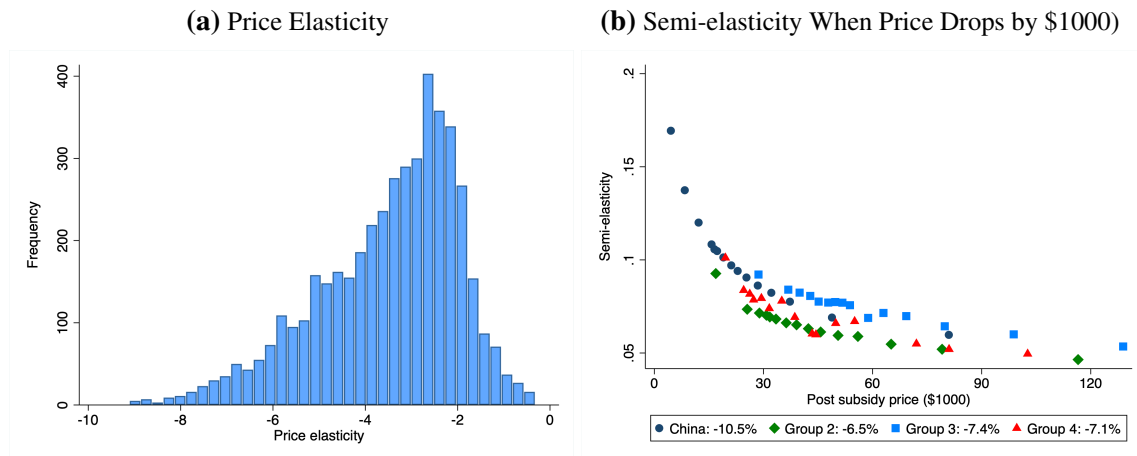 (a) Price Elasticity
400
300
200
100
0
Frequency
-10
-8
-6
-4
-2
0
Price elasticity
(b) Semi-elasticity When Price Drops by $1000)
.2
.15
.1
.05
Semi-elasticity
0
30
60
90
120
Post subsidy price ($1000)
China: -10.5%
Group 2: -6.5%
Group 3: -7.4%
Group 4: -7.1%